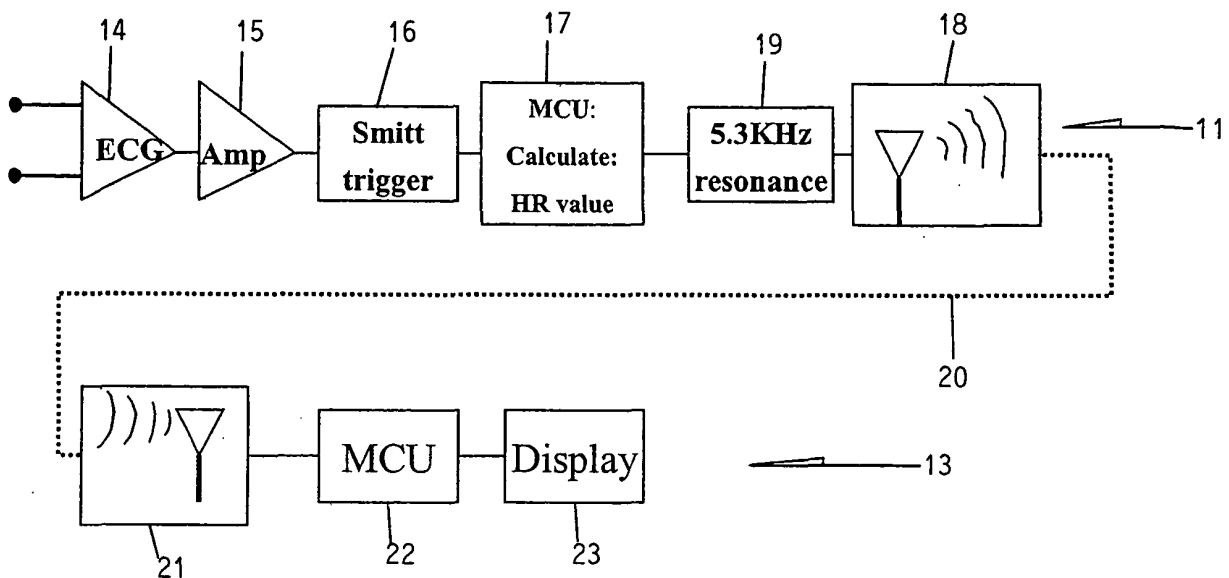 14
15
16
17
19
18
ECG
Amp
Smitt
trigger
MCU:
Calculate:
HR value
5.3KHz
resonance
11
20
MCU
Display
13
21
22
23